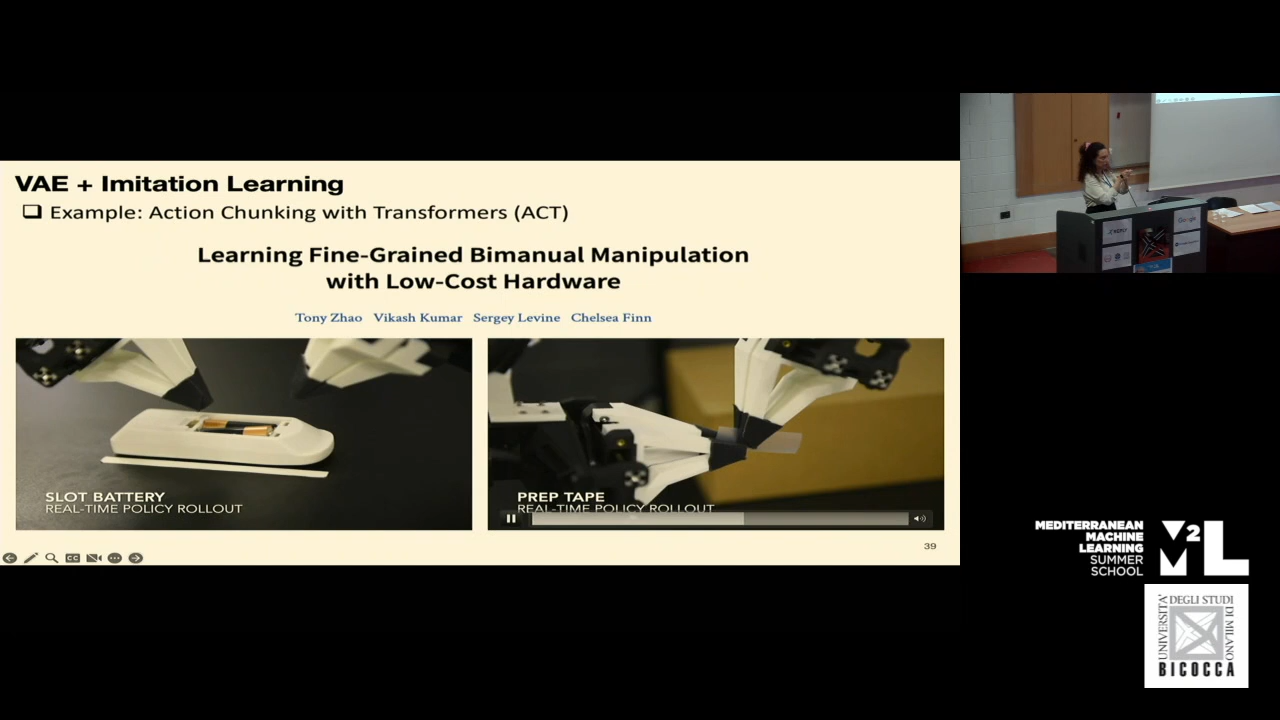 VAE + Imitation Learning
Example: Action Chunking with Transformers (ACT)
Learning Fine-Grained Bimanual Manipulation
with Low-Cost Hardware
Tony Zhao Vikash Kumar Sergey Levine Chelsea Finn
SLOT BATTERY
REAL-TIME POLICY ROLLOUT
PREP TAPE
REAL-TIME POLICY ROLLOUT
39
CC
MEDITERRANEAN
MACHINE
LEARNING
SUMMER
SCHOOL
M2L
UNIVERSITÀ
DEGLI STUDI
DI MILANO
BICOCCA